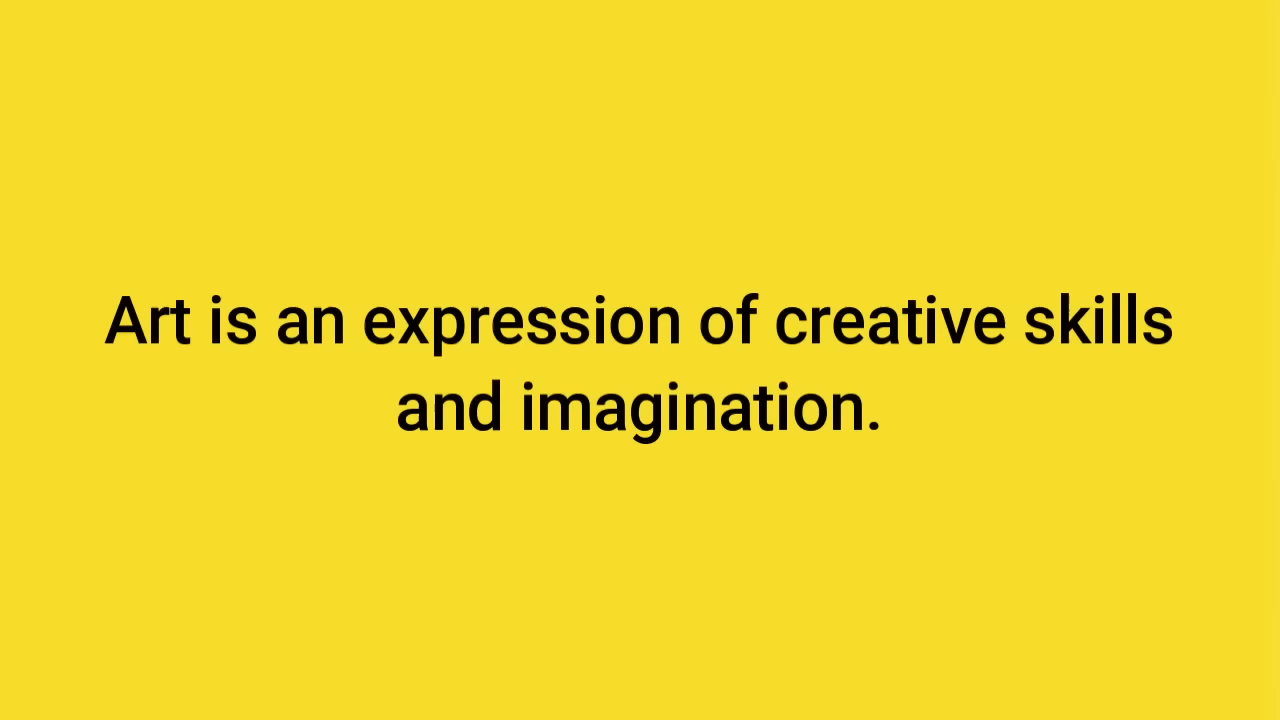 Art is an expression of creative skills
and imagination.